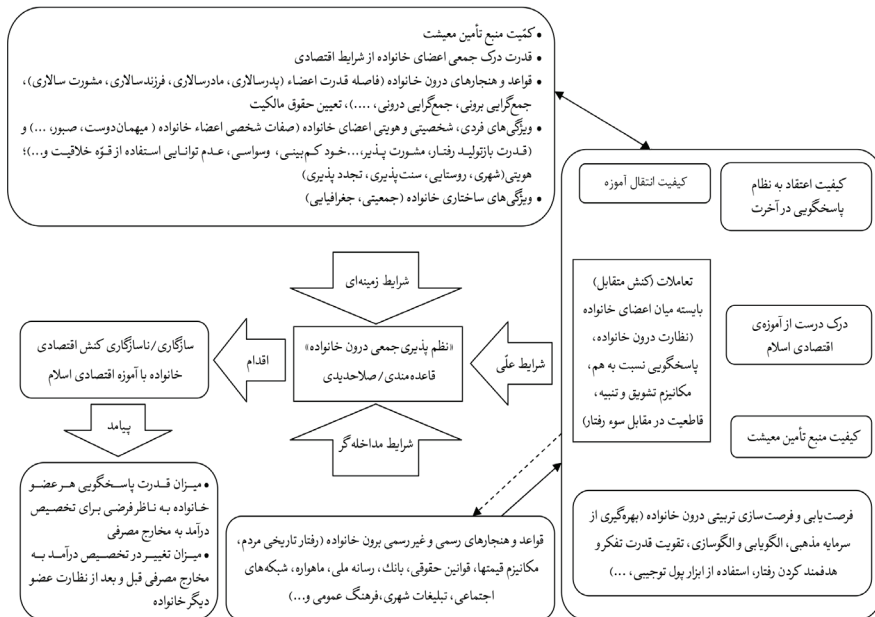 • کمّیت منبع تأمین معیشت
• قدرت درک جمعی اعضای خانواده از شرایط اقتصادی
• قواعد و هنجارهای درون خانواده (فاصله قدرت اعضاء (پدرسالاری، مادرسالاری، فرزندسالاری، مشورت سالاری)،
جمع‌گرایی برونی، جمع‌گرایی درونی، ....)، تعیین حقوق مالکیت
• ویژگی‌های فردی، شخصیتی و هویتی اعضای خانواده (صفات شخصی اعضاء خانواده ( میهمان‌دوست، صبور، ...) و
(قدرت بازتولید رفتار، مشورت پذیر،... خود کم‌بینی، وسواسی، عدم توانایی استفاده از قوّه خلاقیت و...)؛
هویتی(شهری، روستایی، سنت‌پذیری، تجدد پذیری)
• ویژگی‌های ساختاری خانواده (جمعیتی، جغرافیایی)
کیفیت اعتقاد به نظام
پاسخگویی در آخرت
کیفیت انتقال آموزه
تعاملات (کنش متقابل)
بایسته میان اعضای خانواده
(نظارت درون خانواده،
پاسخگویی نسبت به هم،
مکانیزم تشویق و تنبیه،
قاطعیت در مقابل سوء رفتار)
درک درست از آموزه‌ی
اقتصادی اسلام
کیفیت منبع تأمین معیشت
فرصت‌یابی و فرصت‌سازی تربیتی درون خانواده (بهره‌گیری از
سرمایه مذهبی، الگویابی و الگوسازی، تقویت قدرت تفکر و
هدفمند کردن رفتار، استفاده از ابزار پول توجیبی، ...)
شرایط زمینه‌ای
شرایط علّی
«نظم پذیری جمعی درون خانواده»
قاعده‌مندی/صلاحدیدی
اقدام
سازگاری/ناسازگاری کنش اقتصادی
خانواده با آموزه اقتصادی اسلام
شرایط مداخله‌گر
پیامد
• میزان قدرت پاسخگویی هر عضو
خانواده به ناظر فرضی برای تخصیص
درآمد به مخارج مصرفی
• میزان تغییر در تخصیص درآمد به
مخارج مصرفی قبل و بعد از نظارت عضو
دیگر خانواده
قواعد و هنجارهای رسمی و غیر رسمی برون خانواده (رفتار تاریخی مردم،
مکانیزم قیمتها، قوانین حقوقی، بانک، رسانه ملی، ماهواره، شبکه‌های
اجتماعی، تبلیغات شهری،فرهنگ عمومی و...)